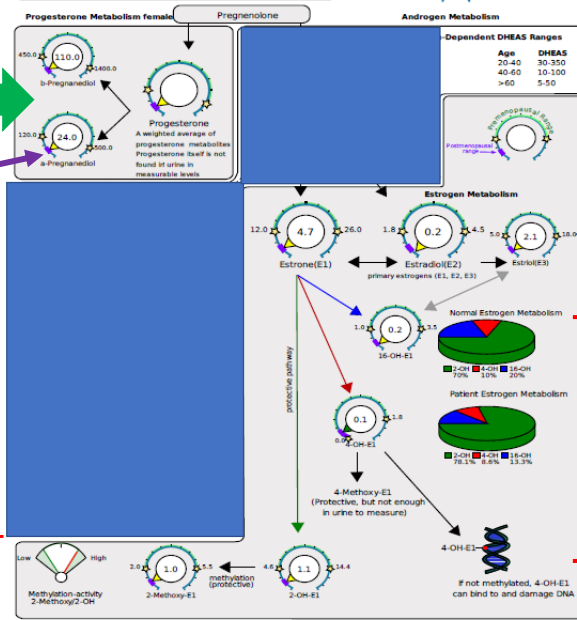 Progesterone Metabolism female
Pregnenolone
Androgen Metabolism
110.0
450.0
1400.0
b-Pregnanediol
24.0
120.0
500.0
a-Pregnanediol
Progesterone
A weighted average of
progesterone metabolites
Progesterone itself is not
found in urine in
measurable levels
-Dependent DHEAS Ranges
Age DHEAS
20-40 30-350
40-60 10-100
>60 5-50
Premenopausal Range
Postmenopausal
range
Estrogen Metabolism
12.0 4.7 26.0
Estrone(E1)
1.8 0.2 4.5
Estradiol(E2)
5.0 2.1 18.0
Estriol(E3)
primary estrogens (E1, E2, E3)
1.0 0.2 3.5
16-OH-E1
Normal Estrogen Metabolism
2-OH 4-OH 16-OH
70% 10% 20%
protective pathway
0.1 1.8
0.0
4-OH-E1
Patient Estrogen Metabolism
2-OH 4-OH 16-OH
78.1% 8.6% 13.3%
4-Methoxy-E1
(Protective, but not enough
in urine to measure)
4-OH-E1
If not methylated, 4-OH-E1
can bind to and damage DNA
Low High
Methylation-activity
2-Methoxy/2-OH
2.0 1.0 5.5
2-Methoxy-E1
methylation
(protective)
4.6 1.1 14.4
2-OH-E1